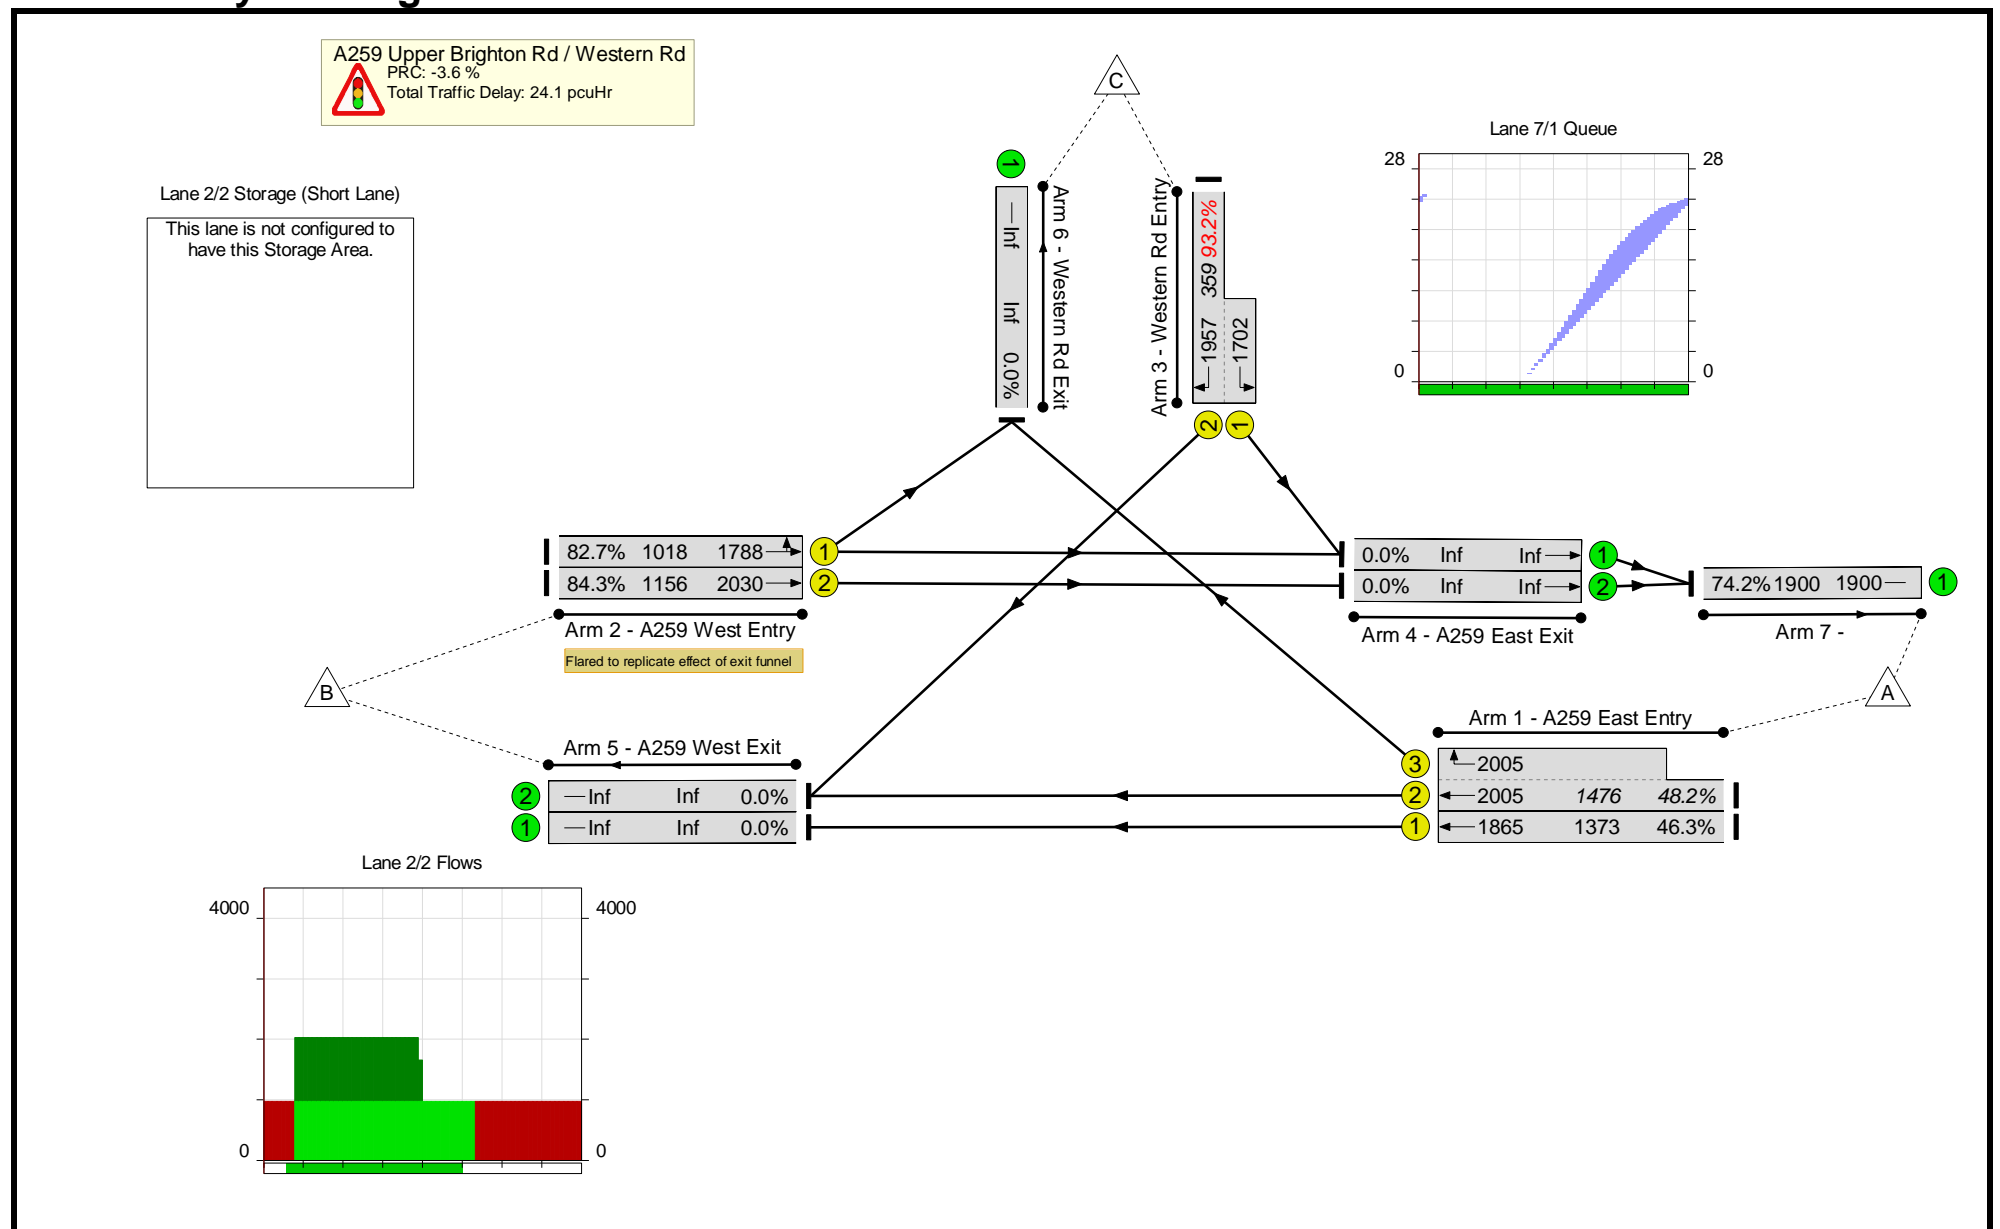 A259 Upper Brighton Rd / Western Rd
PRC: -3.6 %
Total Traffic Delay: 24.1 pcuHr
C
Lane 7/1 Queue
28
28
0
0
Lane 2/2 Storage (Short Lane)
This lane is not configured to
have this Storage Area.
1
Inf Inf 0.0%
Arm 6 - Western Rd Exit
Arm 3 - Western Rd Entry
1957 359 93.2%
1702
2
1
82.7% 1018 1788
1
84.3% 1156 2030
2
Arm 2 - A259 West Entry
Flared to replicate effect of exit funnel
0.0% Inf Inf
1
0.0% Inf Inf
2
Arm 4 - A259 East Exit
74.2% 1900 1900
1
Arm 7 -
B
A
Arm 5 - A259 West Exit
2
Inf Inf 0.0%
1
Inf Inf 0.0%
Arm 1 - A259 East Entry
3
2005
2
2005 1476 48.2%
1
1865 1373 46.3%
Lane 2/2 Flows
4000
4000
0
0